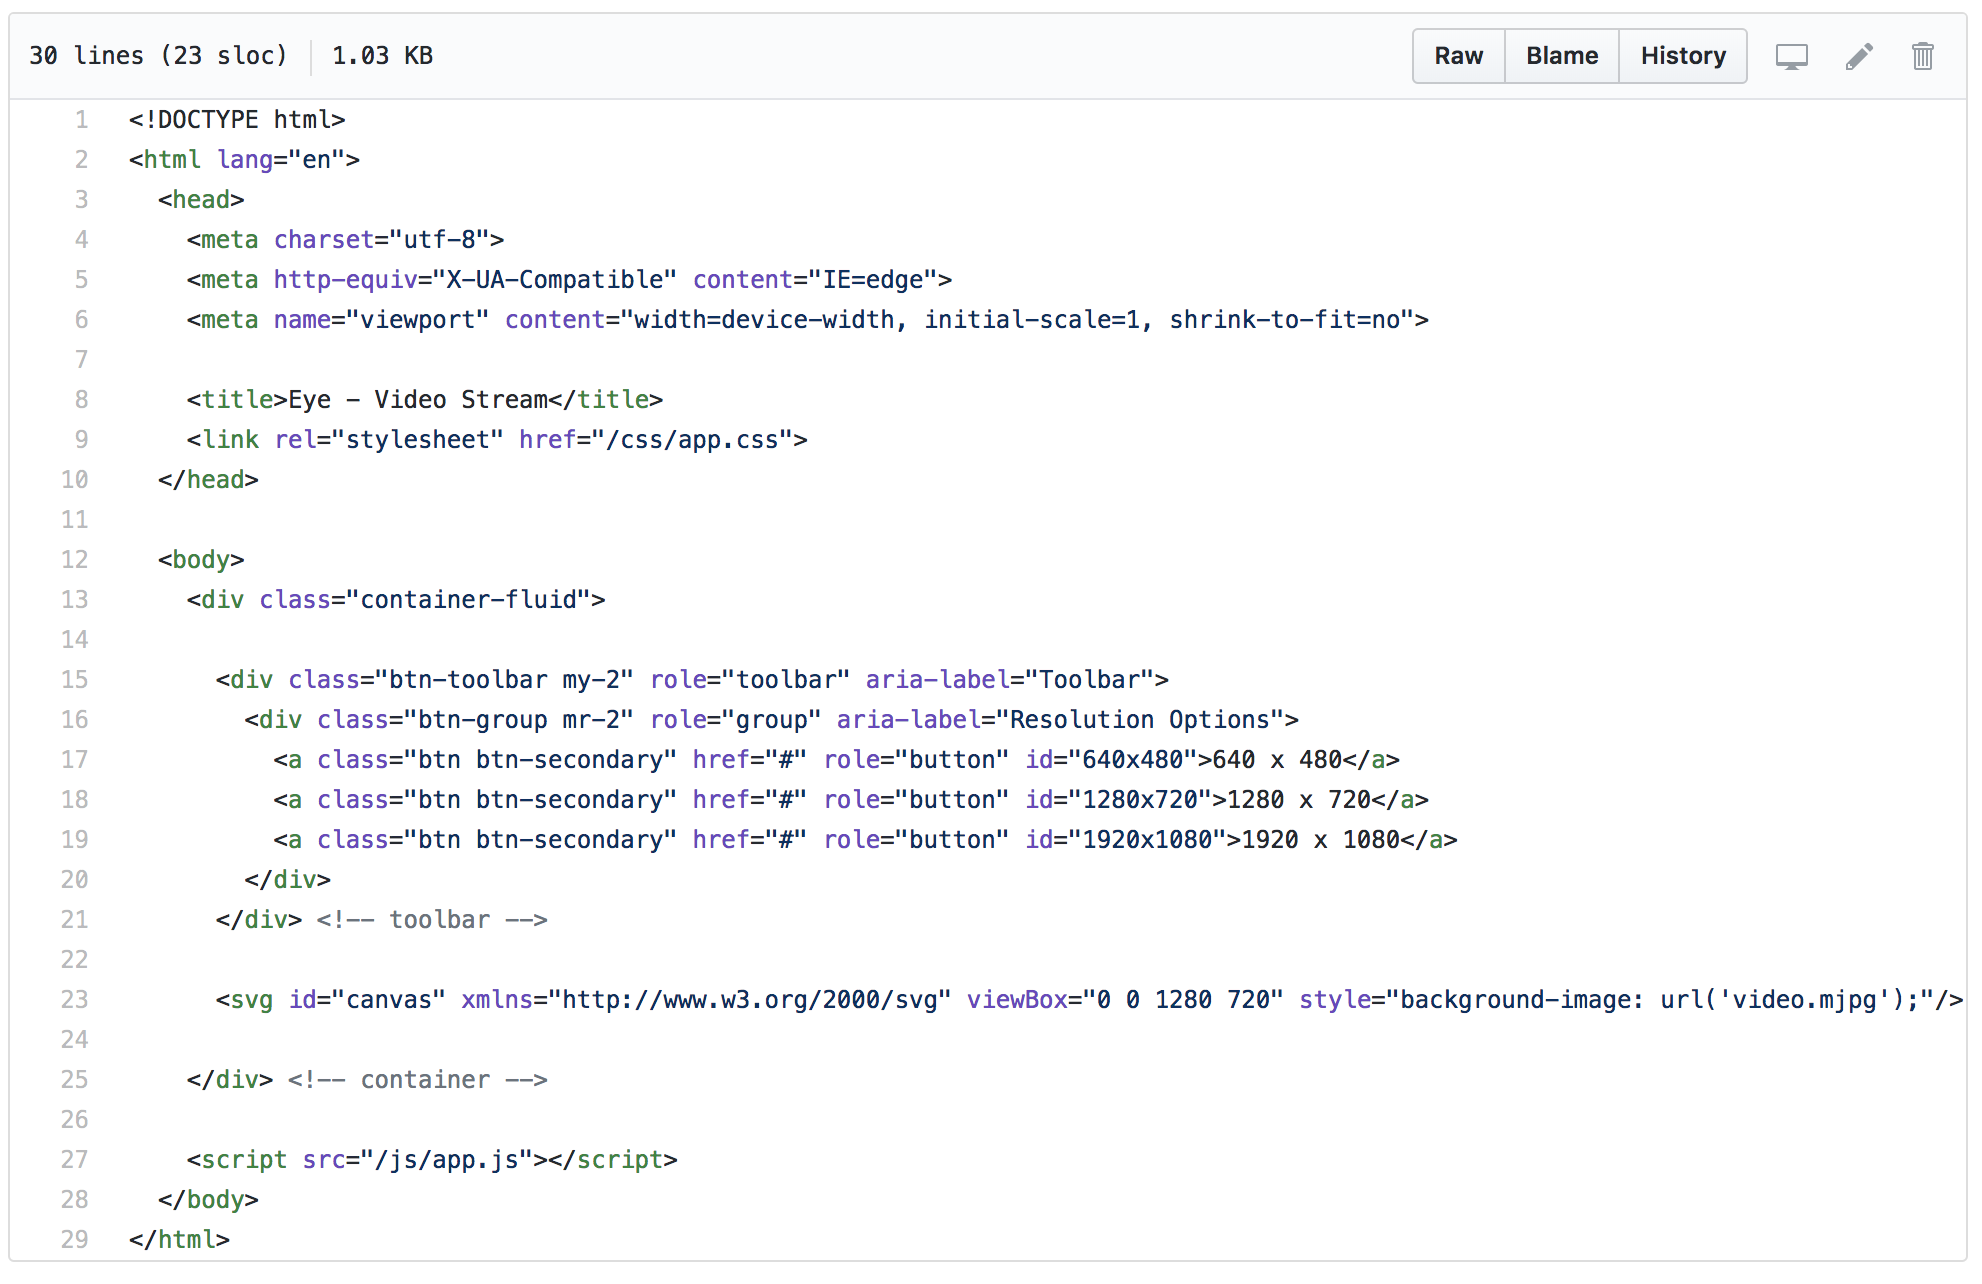 30 lines (23 sloc) 1.03 KB Raw Blame History
1 <!DOCTYPE html>
2 <html lang="en">
3   <head>
4     <meta charset="utf-8">
5     <meta http-equiv="X-UA-Compatible" content="IE=edge">
6     <meta name="viewport" content="width=device-width, initial-scale=1, shrink-to-fit=no">
7
8     <title>Eye - Video Stream</title>
9     <link rel="stylesheet" href="/css/app.css">
10   </head>
11
12   <body>
13     <div class="container-fluid">
14
15       <div class="btn-toolbar my-2" role="toolbar" aria-label="Toolbar">
16         <div class="btn-group mr-2" role="group" aria-label="Resolution Options">
17           <a class="btn btn-secondary" href="#" role="button" id="640x480">640 x 480</a>
18           <a class="btn btn-secondary" href="#" role="button" id="1280x720">1280 x 720</a>
19           <a class="btn btn-secondary" href="#" role="button" id="1920x1080">1920 x 1080</a>
20         </div>
21       </div> <!-- toolbar -->
22
23       <svg id="canvas" xmlns="http://www.w3.org/2000/svg" viewBox="0 0 1280 720" style="background-image: url('video.mjpg');"/>
24
25     </div> <!-- container -->
26
27     <script src="/js/app.js"></script>
28   </body>
29 </html>